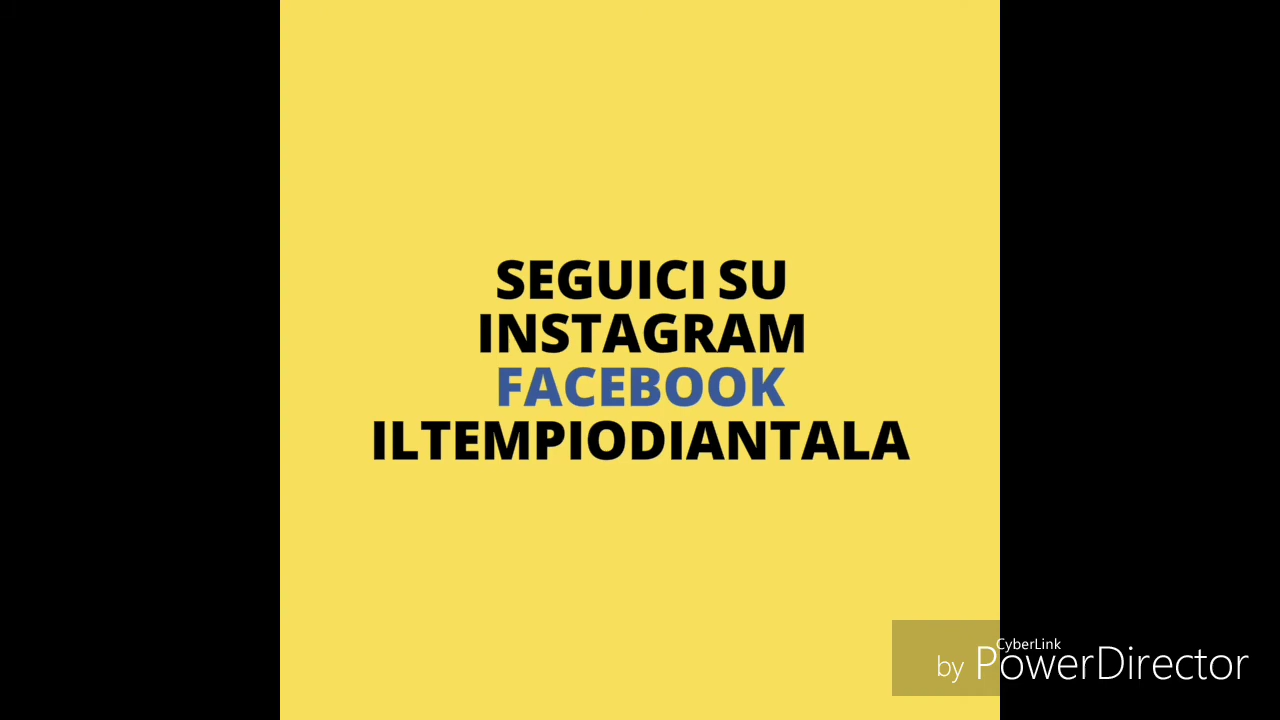 SEGUICI SU
INSTAGRAM
FACEBOOK
ILTEMPIODIANTALA
CyberLink
by PowerDirector